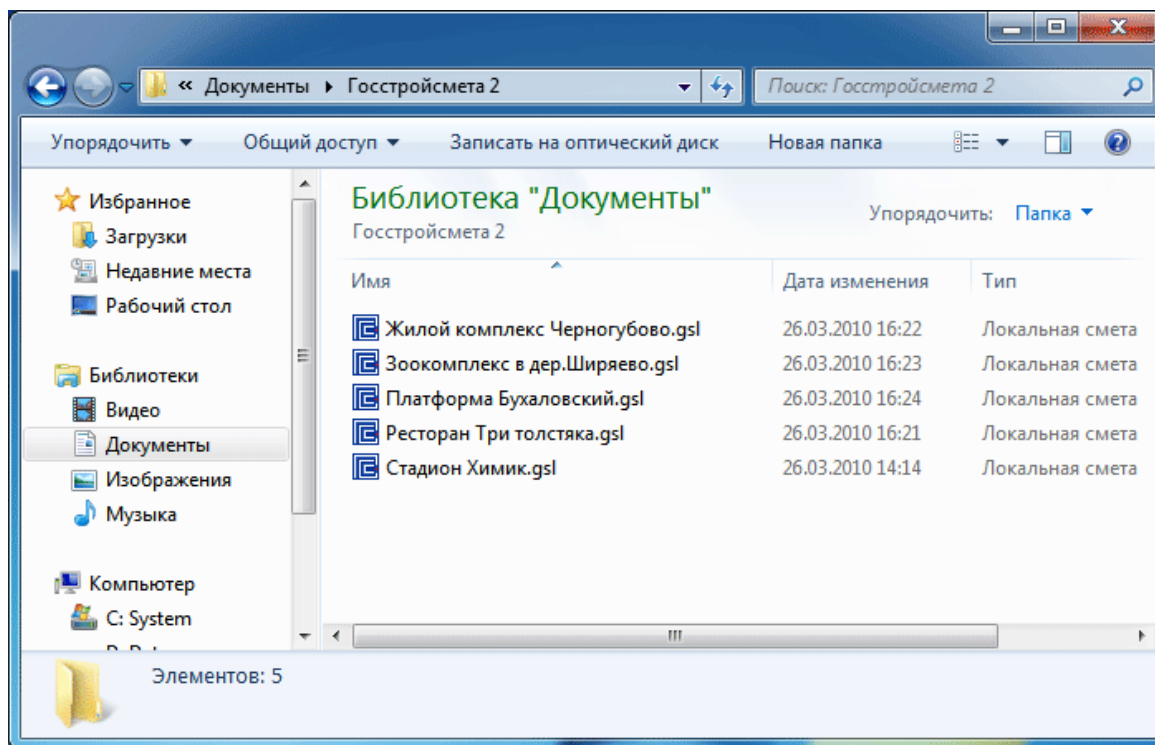 « Документы ▸ Госстройсмета 2
Поиск: Госстройсмета 2
Упорядочить Общий доступ Записать на оптический диск Новая папка
Избранное
Загрузки
Недавние места
Рабочий стол
Библиотеки
Видео
Документы
Изображения
Музыка
Компьютер
C: System
Библиотека "Документы"
Госстройсмета 2
Упорядочить: Папка
Имя Дата изменения Тип
Жилой комплекс Черногубово.gsl 26.03.2010 16:22 Локальная смета
Зоокомплекс в дер.Ширяево.gsl 26.03.2010 16:23 Локальная смета
Платформа Бухаловский.gsl 26.03.2010 16:24 Локальная смета
Ресторан Три толстяка.gsl 26.03.2010 16:21 Локальная смета
Стадион Химик.gsl 26.03.2010 14:14 Локальная смета
Элементов: 5